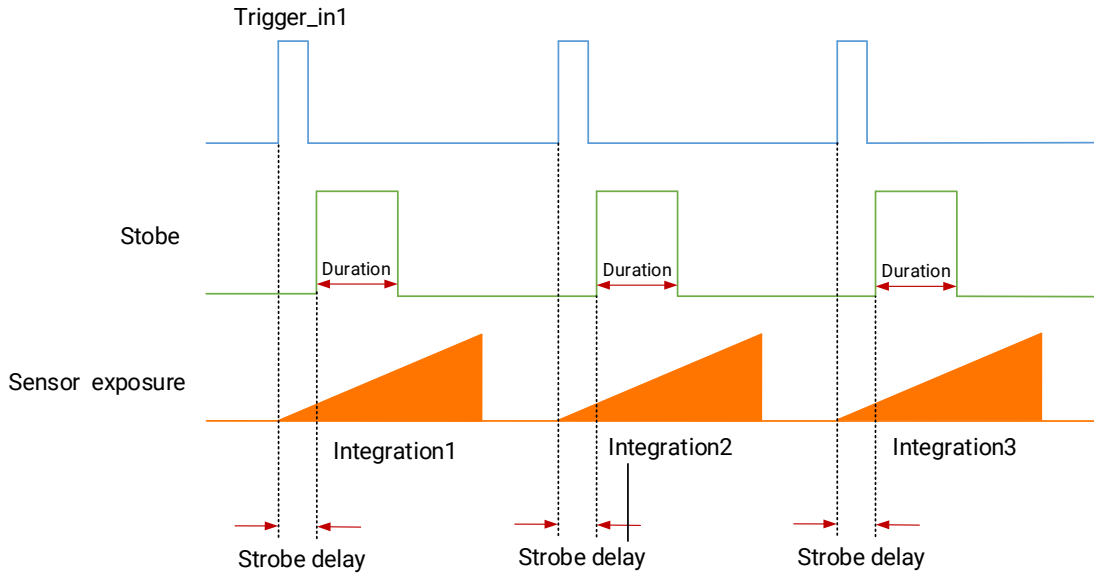 Trigger_in1
Stobe
Duration
Duration
Duration
Sensor exposure
Integration1
Integration2
Integration3
Strobe delay
Strobe delay
Strobe delay